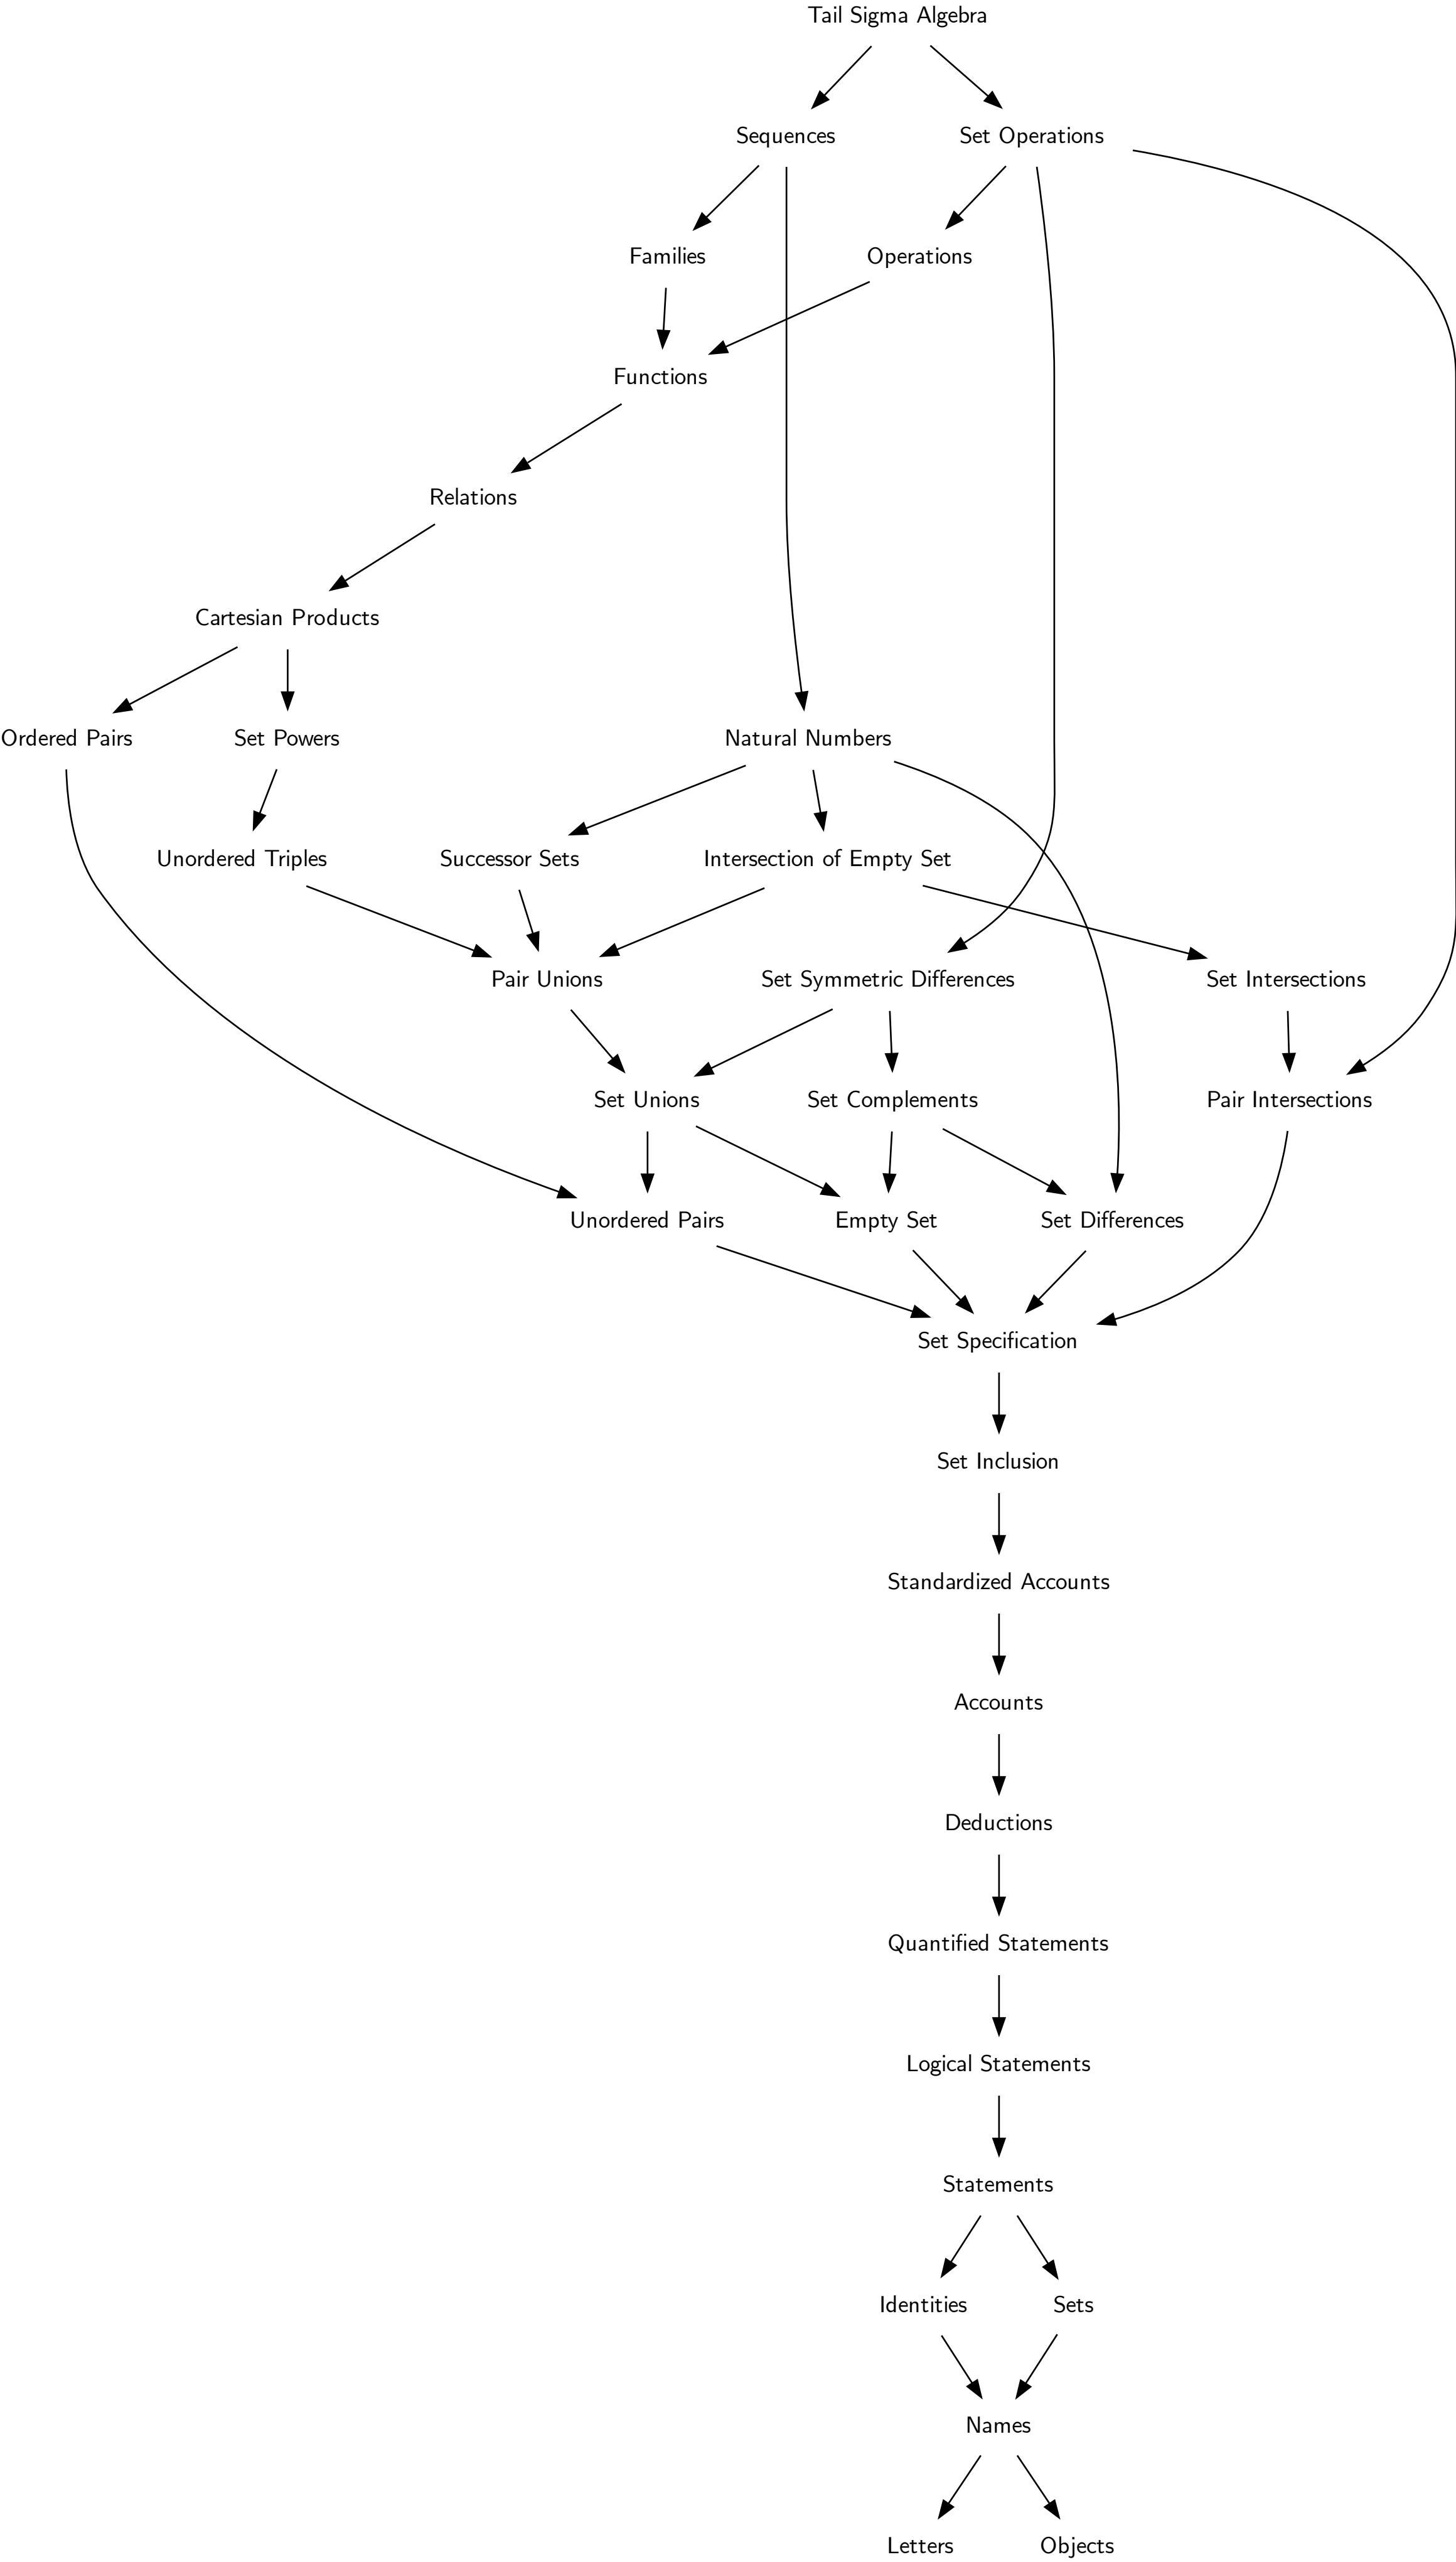 Tail Sigma Algebra
Sequences
Set Operations
Families
Operations
Functions
Relations
Cartesian Products
Ordered Pairs
Set Powers
Natural Numbers
Unordered Triples
Successor Sets
Intersection of Empty Set
Pair Unions
Set Symmetric Differences
Set Intersections
Set Unions
Set Complements
Pair Intersections
Unordered Pairs
Empty Set
Set Differences
Set Specification
Set Inclusion
Standardized Accounts
Accounts
Deductions
Quantified Statements
Logical Statements
Statements
Identities
Sets
Names
Letters
Objects